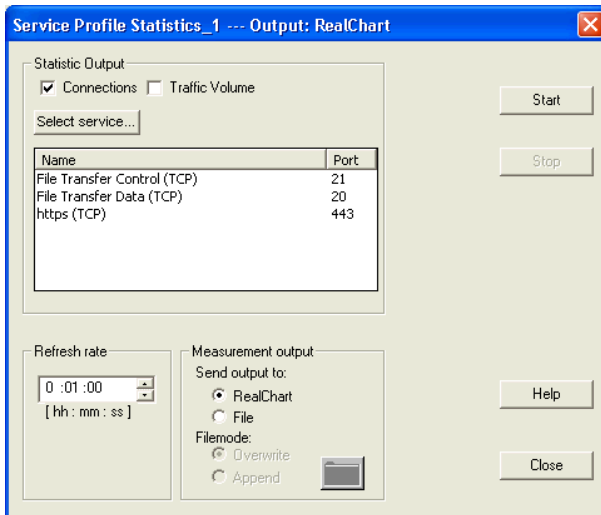 Service Profile Statistics_1 --- Output: RealChart
Statistic Output
Connections Traffic Volume
Start
Select service...
Stop
Name Port
File Transfer Control (TCP) 21
File Transfer Data (TCP) 20
https (TCP) 443
Refresh rate
0 :01 :00
[ hh : mm : ss ]
Measurement output
Send output to:
RealChart
File
Filemode:
Overwrite
Append
Help
Close